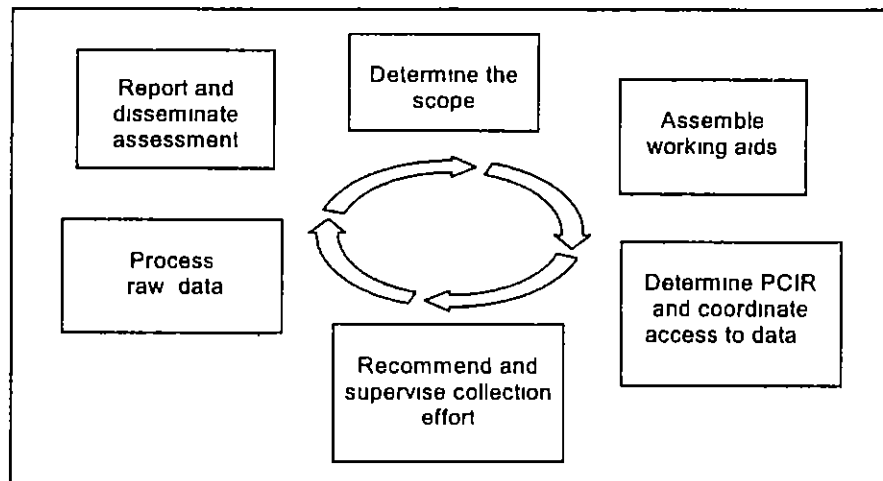 Report and
disseminate
assessment
Determine the
scope
Assemble
working aids
Process
raw data
Determine PCIR
and coordinate
access to data
Recommend and
supervise collection
effort